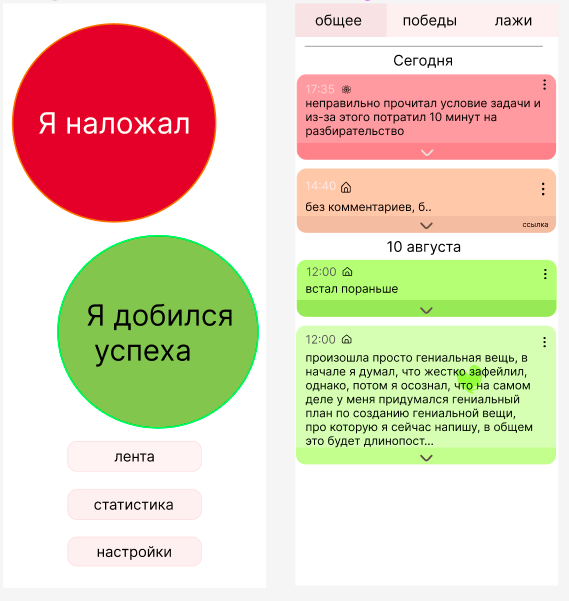 Я наложал
Я добился
успеха
лента
статистика
настройки
общее победы лажи
Сегодня
17:35
неправильно прочитал условие задачи и
из-за этого потратил 10 минут на
разбирательство
14:40
без комментариев, б..
ссылка
10 августа
12:00
встал пораньше
12:00
произошла просто гениальная вещь, в
начале я думал, что жестко зафейлил,
однако, потом я осознал, что на самом
деле у меня придумался гениальный
план по созданию гениальной вещи,
про которую я сейчас напишу, в общем
это будет длинопост...